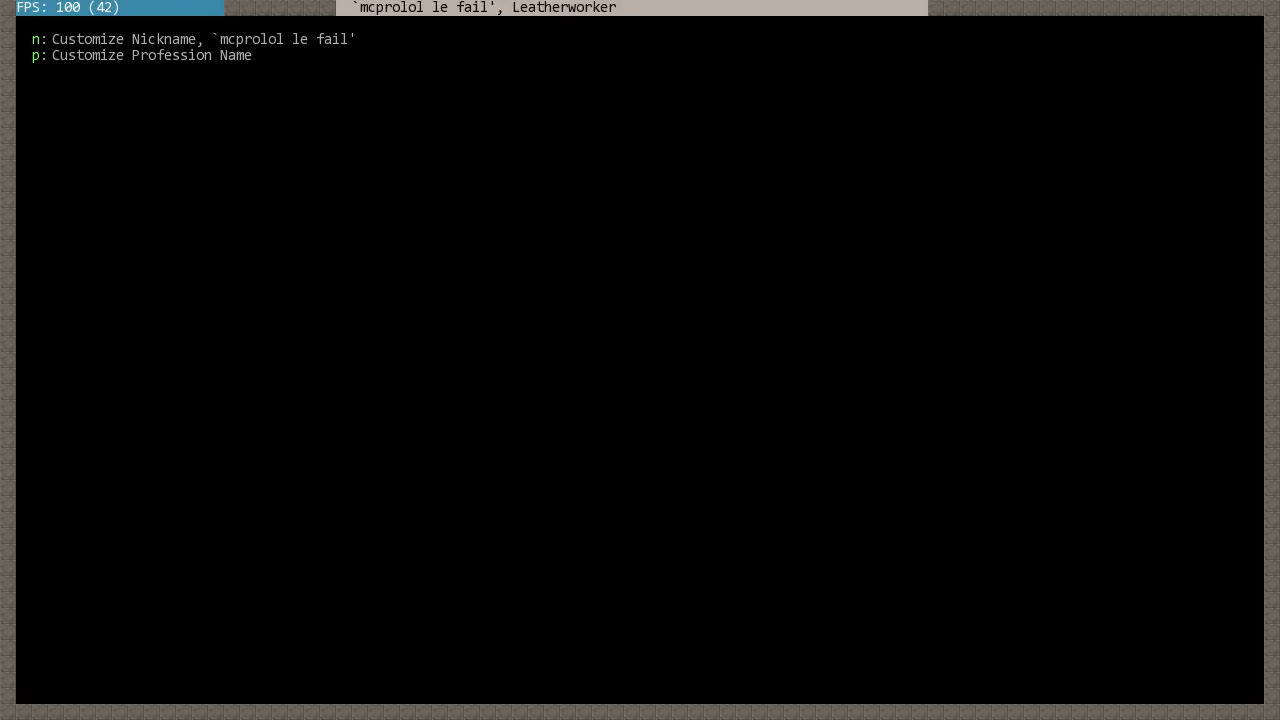 FPS: 100 (42)
`mcprolol le fail', Leatherworker
n: Customize Nickname, `mcprolol le fail'
p: Customize Profession Name